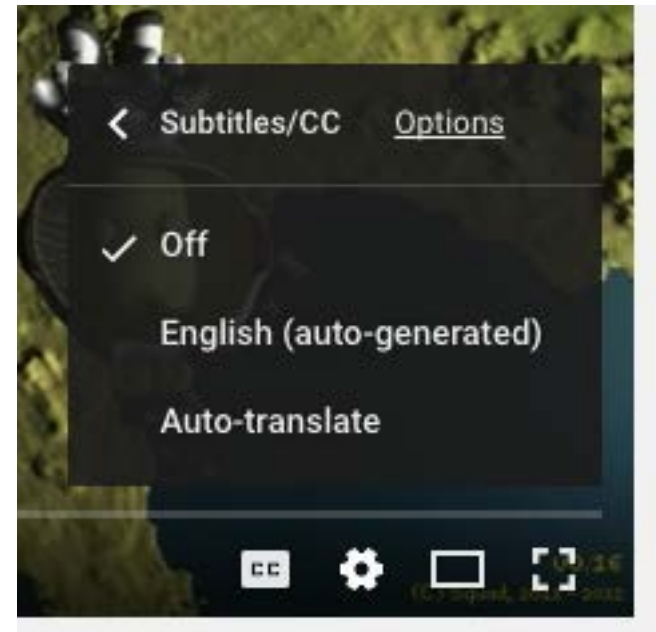 Subtitles/CC Options
Off
English (auto-generated)
Auto-translate
CC